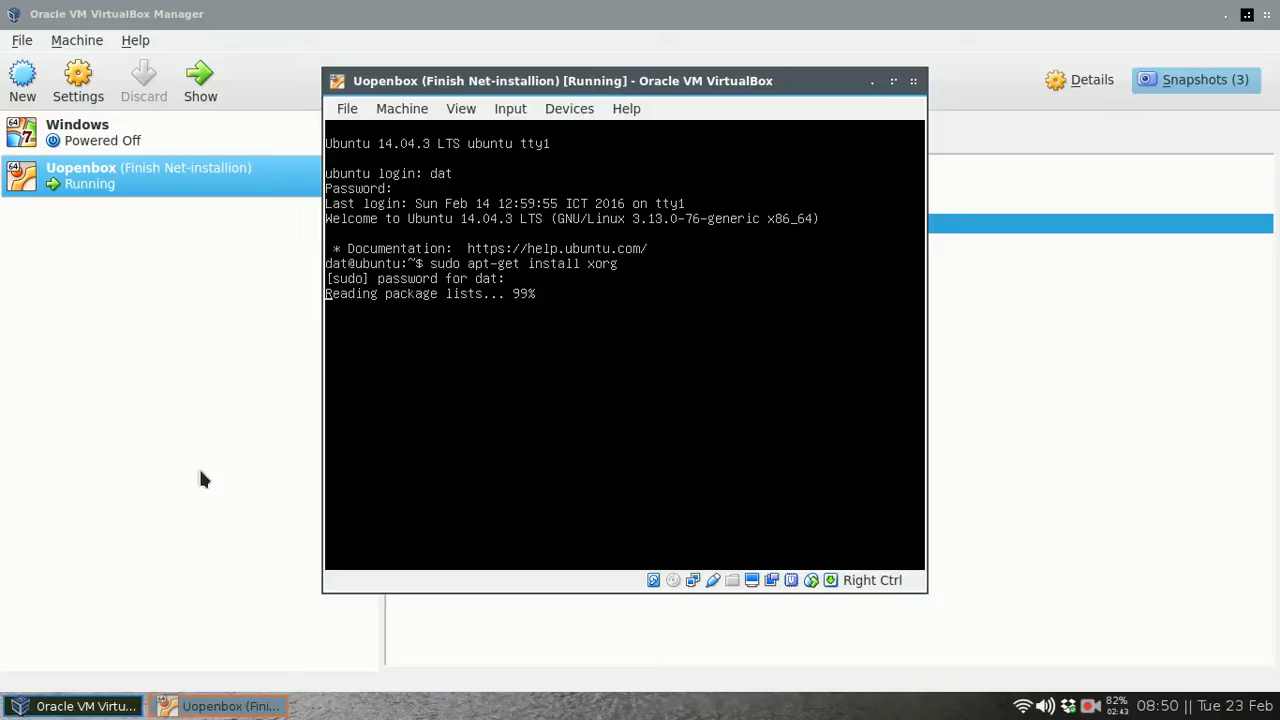 Oracle VM VirtualBox Manager
File Machine Help
New Settings Discard Show
Details Snapshots (3)
Windows
Powered Off
Uopenbox (Finish Net-installion)
Running
Uopenbox (Finish Net-installion) [Running] - Oracle VM VirtualBox
File Machine View Input Devices Help
Ubuntu 14.04.3 LTS ubuntu tty1
ubuntu login: dat
Password:
Last login: Sun Feb 14 12:59:55 ICT 2016 on tty1
Welcome to Ubuntu 14.04.3 LTS (GNU/Linux 3.13.0-76-generic x86_64)
* Documentation:  https://help.ubuntu.com/
dat@ubuntu:~$ sudo apt-get install xorg
[sudo] password for dat:
Reading package lists... 99%
Right Ctrl
Oracle VM Virtu... Uopenbox (Fini... 82% 02:43 08:50 || Tue 23 Feb